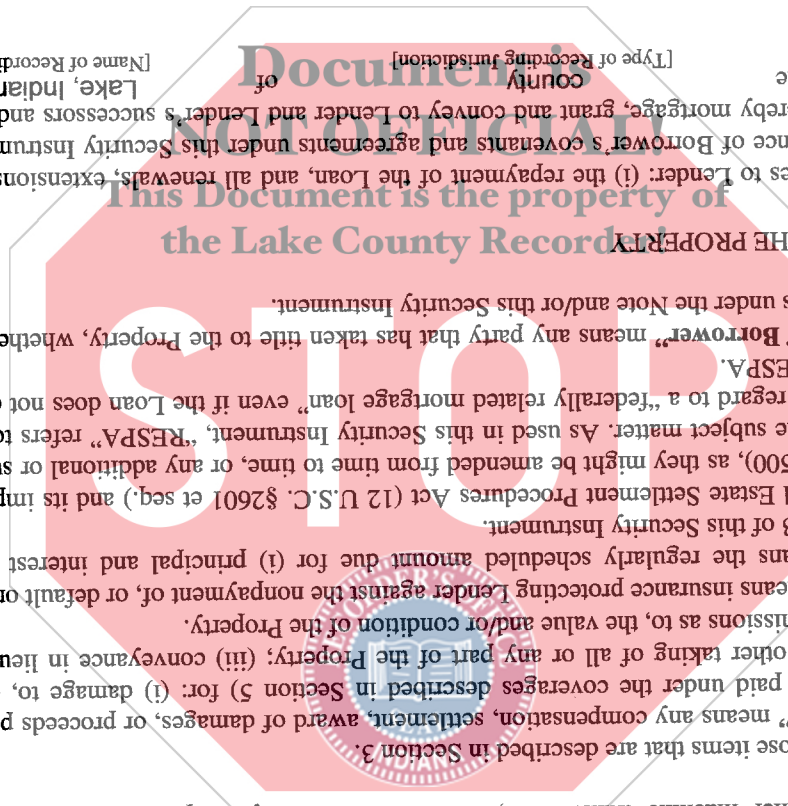 Document is
NOT OFFICIAL!
This Document is the property of
the Lake County Recorder!
STOP
ose items that are described in Section 3.
” means any compensation, settlement, award of damages, or proceeds p
paid under the coverages described in Section 5) for: (i) damage to,
other taking of all or any part of the Property; (iii) conveyance in lieu
missions as to, the value and/or condition of the Property.
eans insurance protecting Lender against the nonpayment of, or default on
ans the regularly scheduled amount due for (i) principal and interest
3 of this Security Instrument.
l Estate Settlement Procedures Act (12 U.S.C. §2601 et seq.) and its imp
500), as they might be amended from time to time, or any additional or su
e subject matter. As used in this Security Instrument, “RESPA” refers to
regard to a “federally related mortgage loan” even if the Loan does not
ESPA.
Borrower” means any party that has taken title to the Property, whethe
s under the Note and/or this Security Instrument.
HE PROPERTY
es to Lender: (i) the repayment of the Loan, and all renewals, extensions
nce of Borrower's covenants and agreements under this Security Instrum
reby mortgage, grant and convey to Lender and Lender's successors and
e county of Lake, Indian
[Type of Recording Jurisdiction] [Name of Recordi
RECORDER'S OFFICE
INDIANA